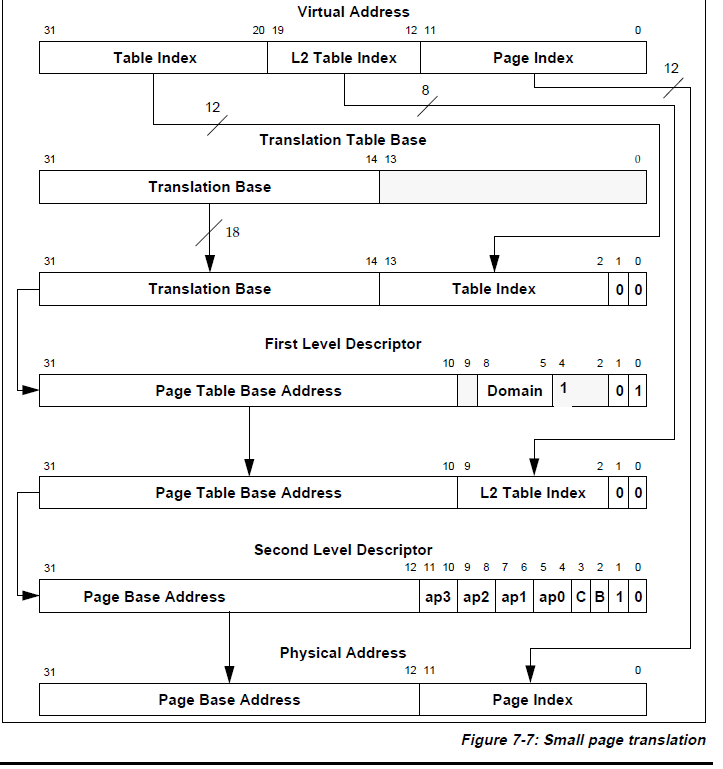 Virtual Address
31 20 19 12 11 0
Table Index L2 Table Index Page Index
12
8
12
Translation Table Base
31 14 13 0
Translation Base
18
31 14 13 2 1 0
Translation Base Table Index 0 0
First Level Descriptor
31 10 9 8 5 4 2 1 0
Page Table Base Address Domain 1 0 1
31 10 9 2 1 0
Page Table Base Address L2 Table Index 0 0
Second Level Descriptor
31 12 11 10 9 8 7 6 5 4 3 2 1 0
Page Base Address ap3 ap2 ap1 ap0 C B 1 0
Physical Address
31 12 11 0
Page Base Address Page Index
Figure 7-7: Small page translation